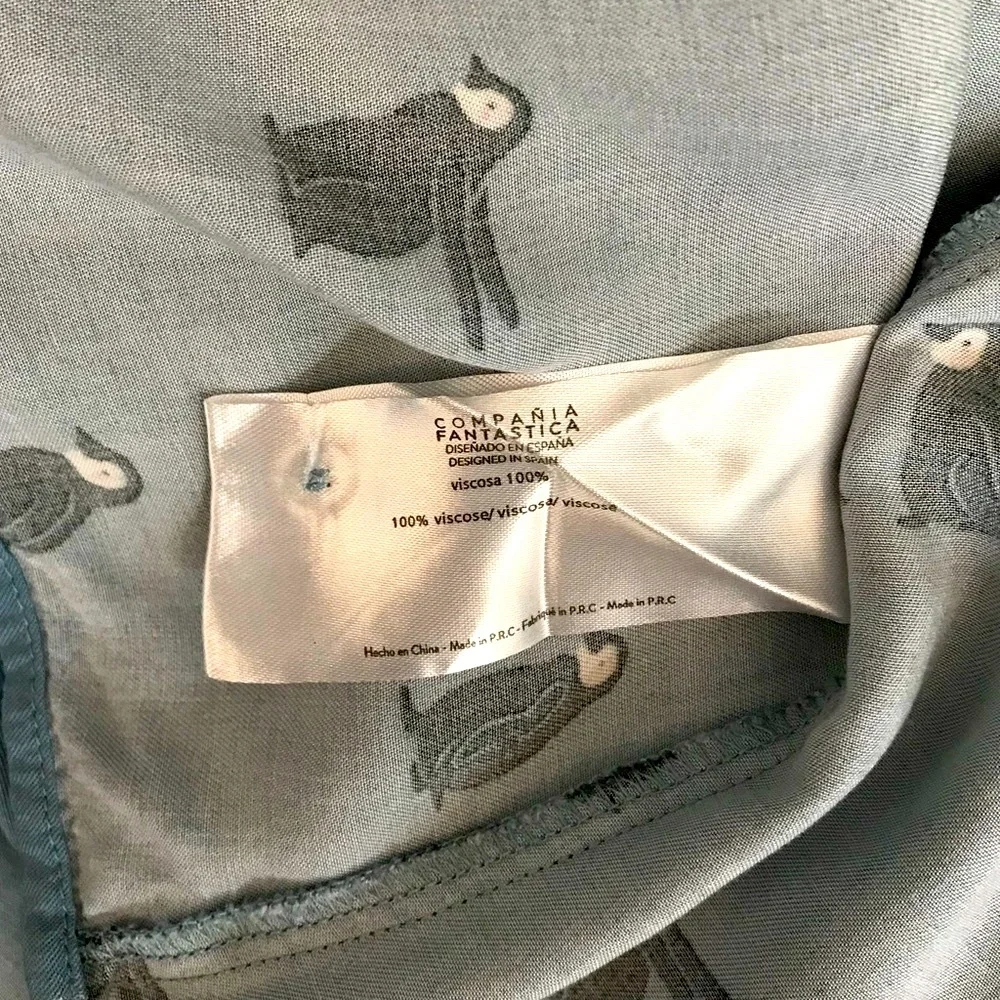 COMPAÑIA
FANTASTICA
DISEÑADO EN ESPAÑA
DESIGNED IN SPAIN
viscosa 100%
100% viscose/ viscosa/ viscose
Hecho en China - Made in P.R.C - Fabriqué in P.R.C - Made in P.R.C